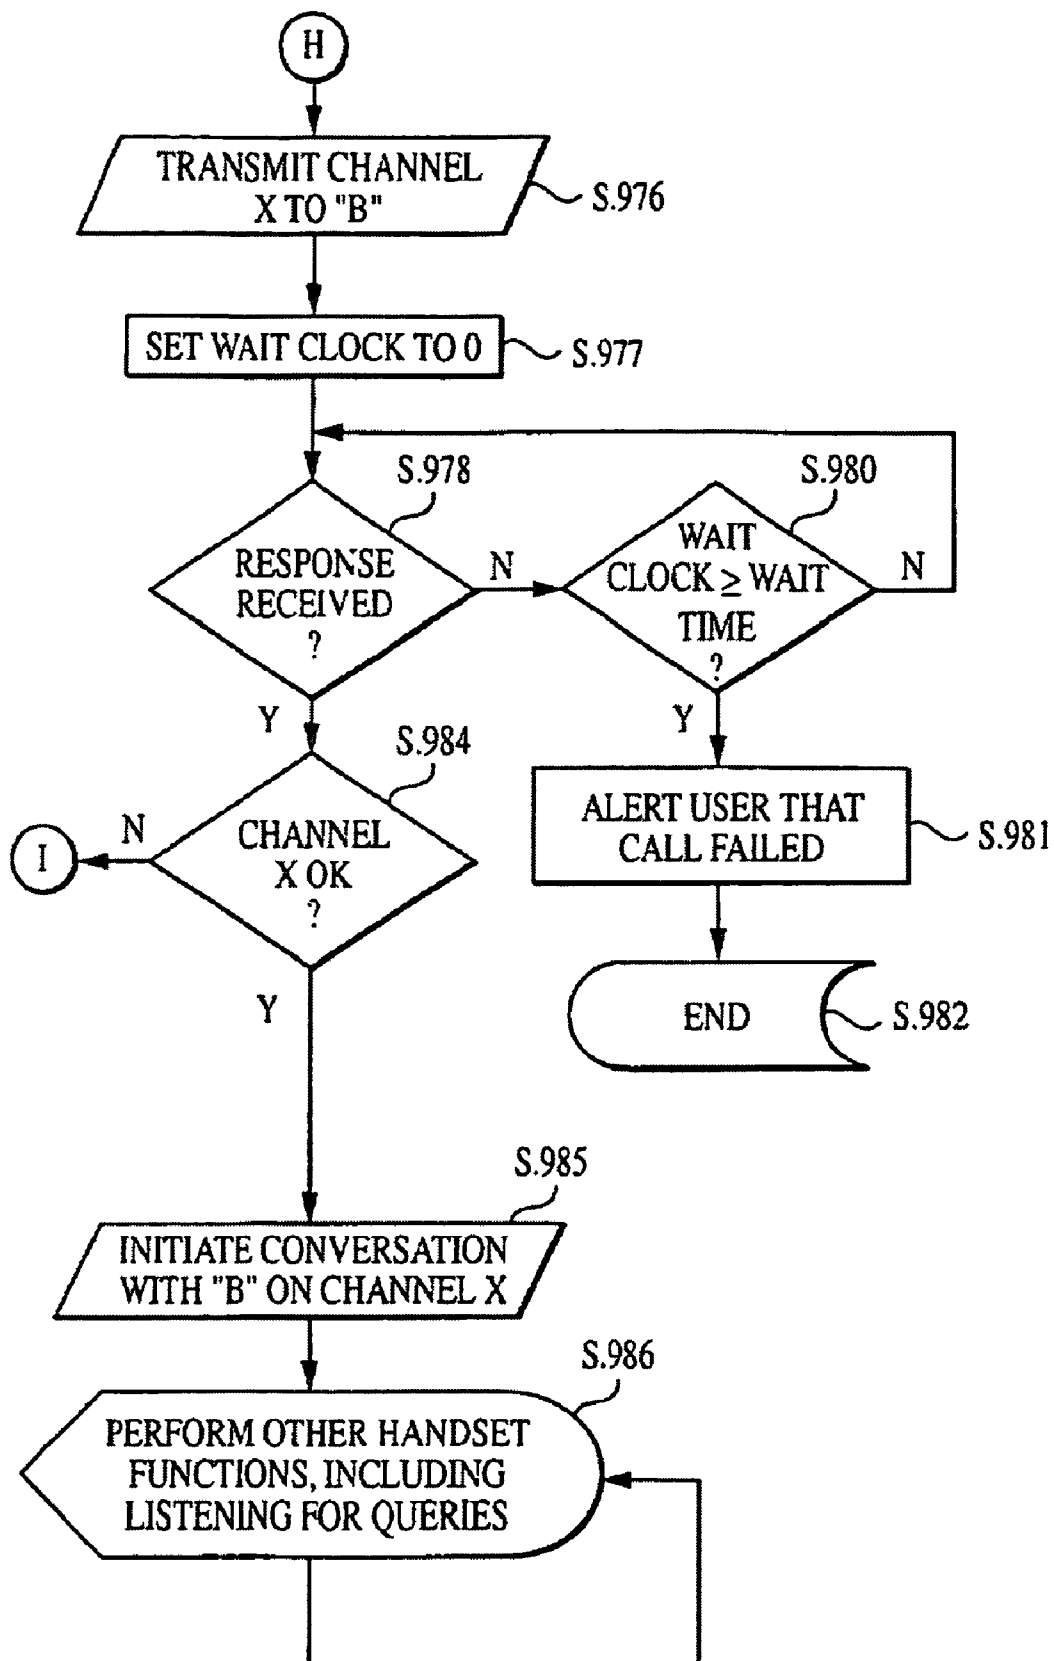 H
TRANSMIT CHANNEL
X TO "B"
S.976
SET WAIT CLOCK TO 0
S.977
S.978
RESPONSE
RECEIVED
?
N
Y
S.980
WAIT
CLOCK ≥ WAIT
TIME
?
N
Y
S.984
CHANNEL
X OK
?
N
I
Y
ALERT USER THAT
CALL FAILED
S.981
END
S.982
S.985
INITIATE CONVERSATION
WITH "B" ON CHANNEL X
S.986
PERFORM OTHER HANDSET
FUNCTIONS, INCLUDING
LISTENING FOR QUERIES